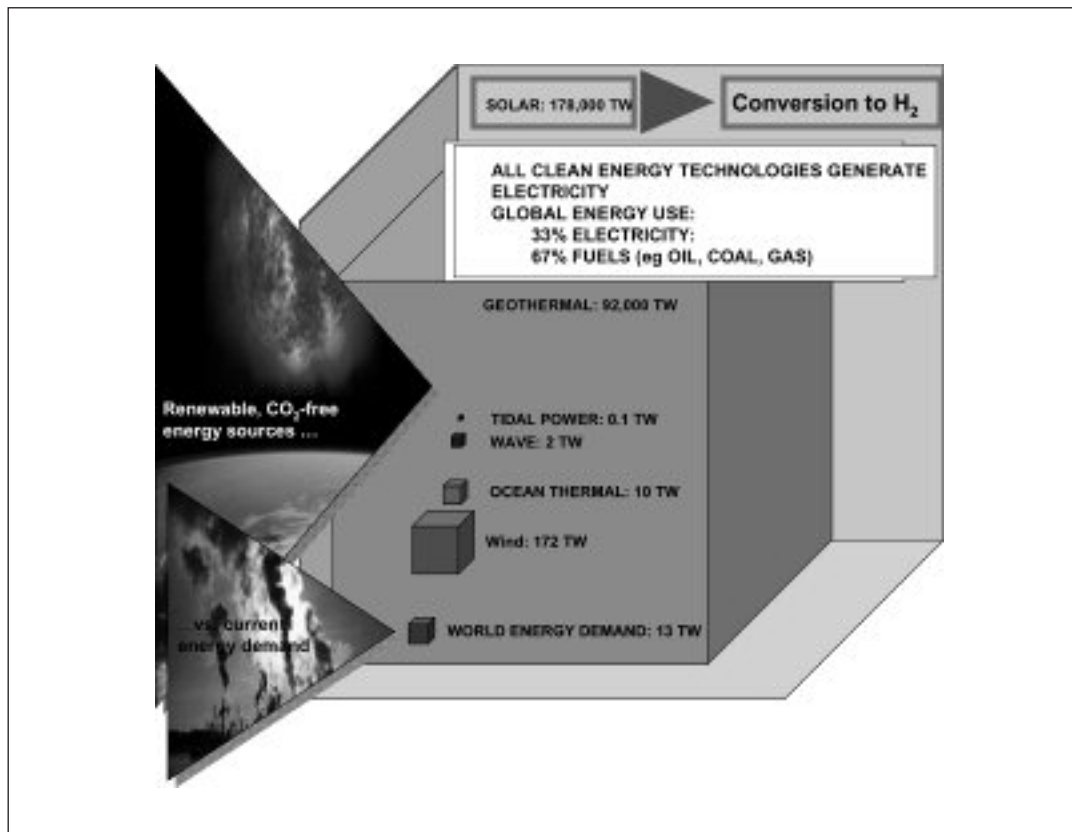 SOLAR: 178,000 TW
Conversion to H₂
ALL CLEAN ENERGY TECHNOLOGIES GENERATE
ELECTRICITY
GLOBAL ENERGY USE:
33% ELECTRICITY:
67% FUELS (eg OIL, COAL, GAS)
GEOTHERMAL: 92,000 TW
Renewable, CO₂-free
energy sources ...
TIDAL POWER: 0.1 TW
WAVE: 2 TW
OCEAN THERMAL: 10 TW
Wind: 172 TW
...vs. current
energy demand
WORLD ENERGY DEMAND: 13 TW